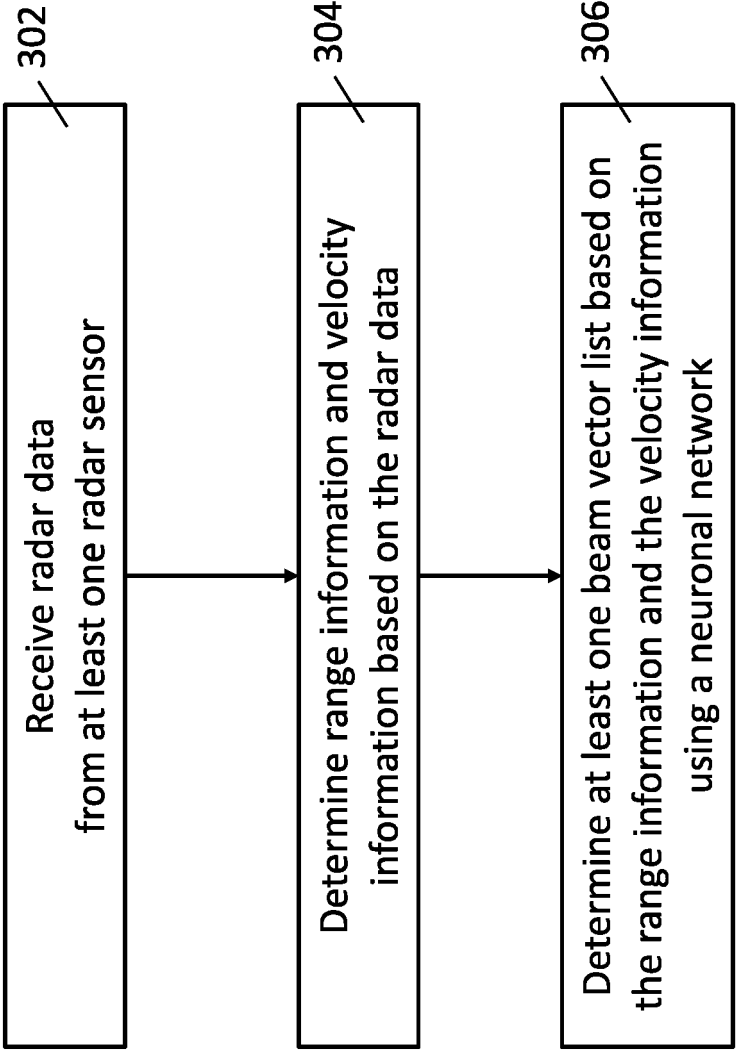 302
Receive radar data
from at least one radar sensor
304
Determine range information and velocity
information based on the radar data
306
Determine at least one beam vector list based on
the range information and the velocity information
using a neuronal network